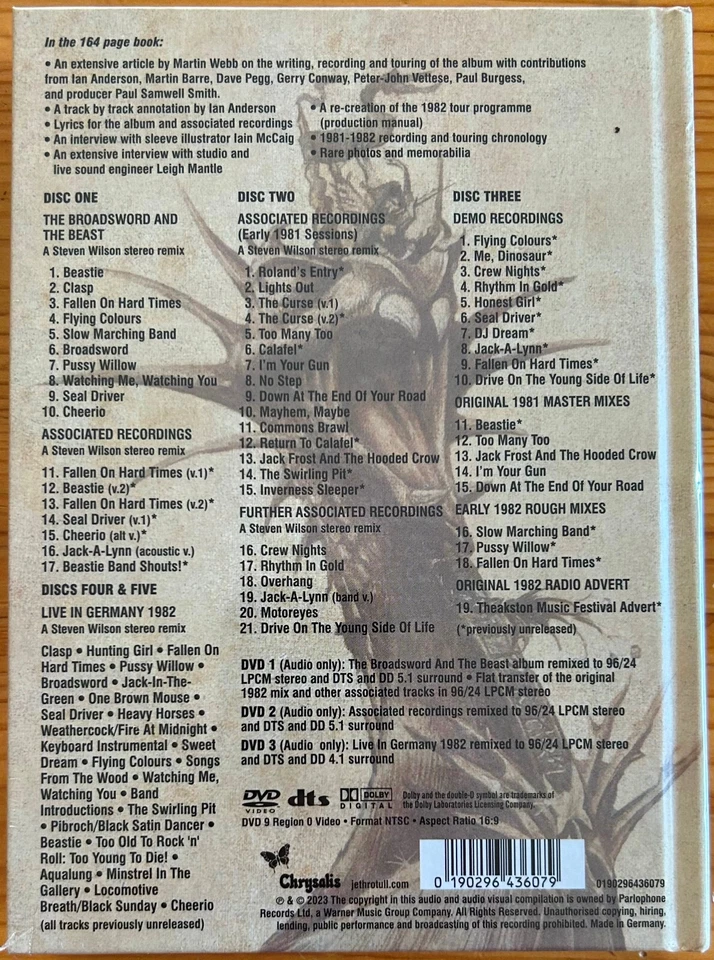 In the 164 page book:
• An extensive article by Martin Webb on the writing, recording and touring of the album with contributions
from Ian Anderson, Martin Barre, Dave Pegg, Gerry Conway, Peter-John Vettese, Paul Burgess,
and producer Paul Samwell Smith.
• A track by track annotation by Ian Anderson
• Lyrics for the album and associated recordings
• An interview with sleeve illustrator Iain McCaig
• An extensive interview with studio and
live sound engineer Leigh Mantle
• A re-creation of the 1982 tour programme
(production manual)
• 1981-1982 recording and touring chronology
• Rare photos and memorabilia
DISC ONE
THE BROADSWORD AND
THE BEAST
A Steven Wilson stereo remix
1. Beastie
2. Clasp
3. Fallen On Hard Times
4. Flying Colours
5. Slow Marching Band
6. Broadsword
7. Pussy Willow
8. Watching Me, Watching You
9. Seal Driver
10. Cheerio
ASSOCIATED RECORDINGS
A Steven Wilson stereo remix
11. Fallen On Hard Times (v.1)*
12. Beastie (v.2)*
13. Fallen On Hard Times (v.2)*
14. Seal Driver (v.1)*
15. Cheerio (alt v.)*
16. Jack-A-Lynn (acoustic v.)
17. Beastie Band Shouts!*
DISCS FOUR & FIVE
LIVE IN GERMANY 1982
A Steven Wilson stereo remix
Clasp • Hunting Girl • Fallen On
Hard Times • Pussy Willow •
Broadsword • Jack-In-The-
Green • One Brown Mouse •
Seal Driver • Heavy Horses •
Weathercock/Fire At Midnight •
Keyboard Instrumental • Sweet
Dream • Flying Colours • Songs
From The Wood • Watching Me,
Watching You • Band
Introductions • The Swirling Pit
• Pibroch/Black Satin Dancer •
Beastie • Too Old To Rock 'n'
Roll: Too Young To Die! •
Aqualung • Minstrel In The
Gallery • Locomotive
Breath/Black Sunday • Cheerio
(all tracks previously unreleased)
DISC TWO
ASSOCIATED RECORDINGS
(Early 1981 Sessions)
A Steven Wilson stereo remix
1. Roland's Entry*
2. Lights Out
3. The Curse (v.1)
4. The Curse (v.2)*
5. Too Many Too
6. Calafel*
7. I'm Your Gun
8. No Step
9. Down At The End Of Your Road
10. Mayhem, Maybe
11. Commons Brawl
12. Return To Calafel*
13. Jack Frost And The Hooded Crow
14. The Swirling Pit*
15. Inverness Sleeper*
FURTHER ASSOCIATED RECORDINGS
A Steven Wilson stereo remix
16. Crew Nights
17. Rhythm In Gold
18. Overhang
19. Jack-A-Lynn (band v.)
20. Motoreyes
21. Drive On The Young Side Of Life
DISC THREE
DEMO RECORDINGS
1. Flying Colours*
2. Me, Dinosaur*
3. Crew Nights*
4. Rhythm In Gold*
5. Honest Girl*
6. Seal Driver*
7. DJ Dream*
8. Jack-A-Lynn*
9. Fallen On Hard Times*
10. Drive On The Young Side Of Life*
ORIGINAL 1981 MASTER MIXES
11. Beastie*
12. Too Many Too
13. Jack Frost And The Hooded Crow
14. I'm Your Gun
15. Down At The End Of Your Road
EARLY 1982 ROUGH MIXES
16. Slow Marching Band*
17. Pussy Willow*
18. Fallen On Hard Times*
ORIGINAL 1982 RADIO ADVERT
19. Theakston Music Festival Advert*
(*previously unreleased)
DVD 1 (Audio only): The Broadsword And The Beast album remixed to 96/24
LPCM stereo and DTS and DD 5.1 surround • Flat transfer of the original
1982 mix and other associated tracks in 96/24 LPCM stereo
DVD 2 (Audio only): Associated recordings remixed to 96/24 LPCM stereo
and DTS and DD 5.1 surround
DVD 3 (Audio only): Live In Germany 1982 remixed to 96/24 LPCM stereo
and DTS and DD 4.1 surround
DVD VIDEO dts DOLBY DIGITAL
Dolby and the double-D symbol are trademarks of
the Dolby Laboratories Licensing Company.
DVD 9 Region 0 Video • Format NTSC • Aspect Ratio 16:9
Chrysalis jethrotull.com
0 190296 436079
0190296436079
℗ & © 2023 The copyright in this audio and audio visual compilation is owned by Parlophone
Records Ltd, a Warner Music Group Company. All Rights Reserved. Unauthorised copying, hiring,
lending, public performance and broadcasting of this recording prohibited. Made in Germany.